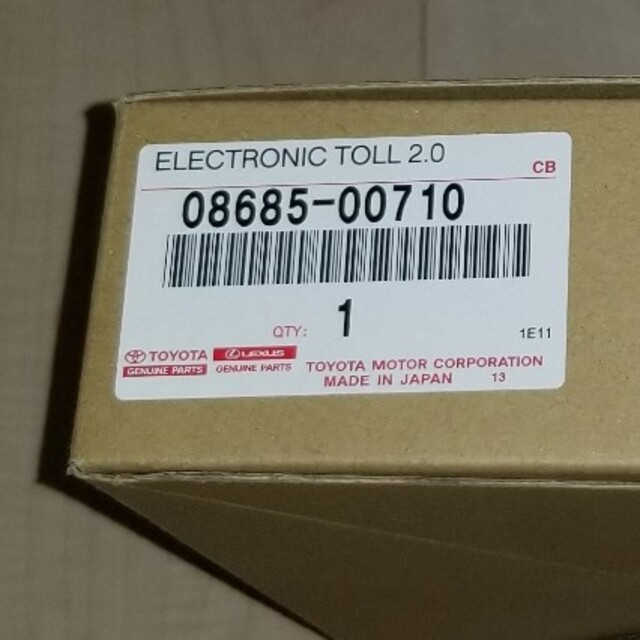 ELECTRONIC TOLL 2.0
CB
08685-00710
QTY: 1
1E11
TOYOTA
GENUINE PARTS
LEXUS
GENUINE PARTS
TOYOTA MOTOR CORPORATION
MADE IN JAPAN 13